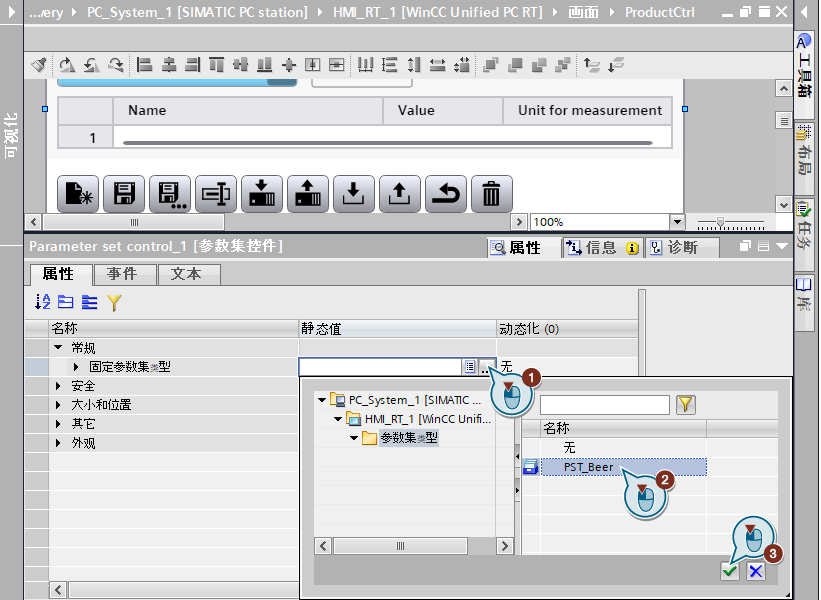 ...very ▸ PC_System_1 [SIMATIC PC station] ▸ HMI_RT_1 [WinCC Unified PC RT] ▸ 画面 ▸ ProductCtrl
Name Value Unit for measurement
1
100%
Parameter set control_1 [参数集控件]
属性 信息 诊断
属性 事件 文本
名称 静态值 动态化 (0)
常规
固定参数集类型 无
安全
大小和位置
其它
外观
PC_System_1 [SIMATIC ...
HMI_RT_1 [WinCC Unifi...
参数集类型
名称
无
PST_Beer
1
2
3
工具箱
布局
任务
库